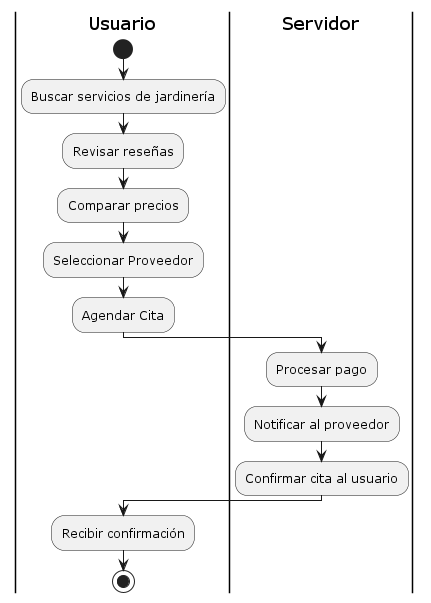 Usuario
Servidor
Buscar servicios de jardinería
Revisar reseñas
Comparar precios
Seleccionar Proveedor
Agendar Cita
Procesar pago
Notificar al proveedor
Confirmar cita al usuario
Recibir confirmación